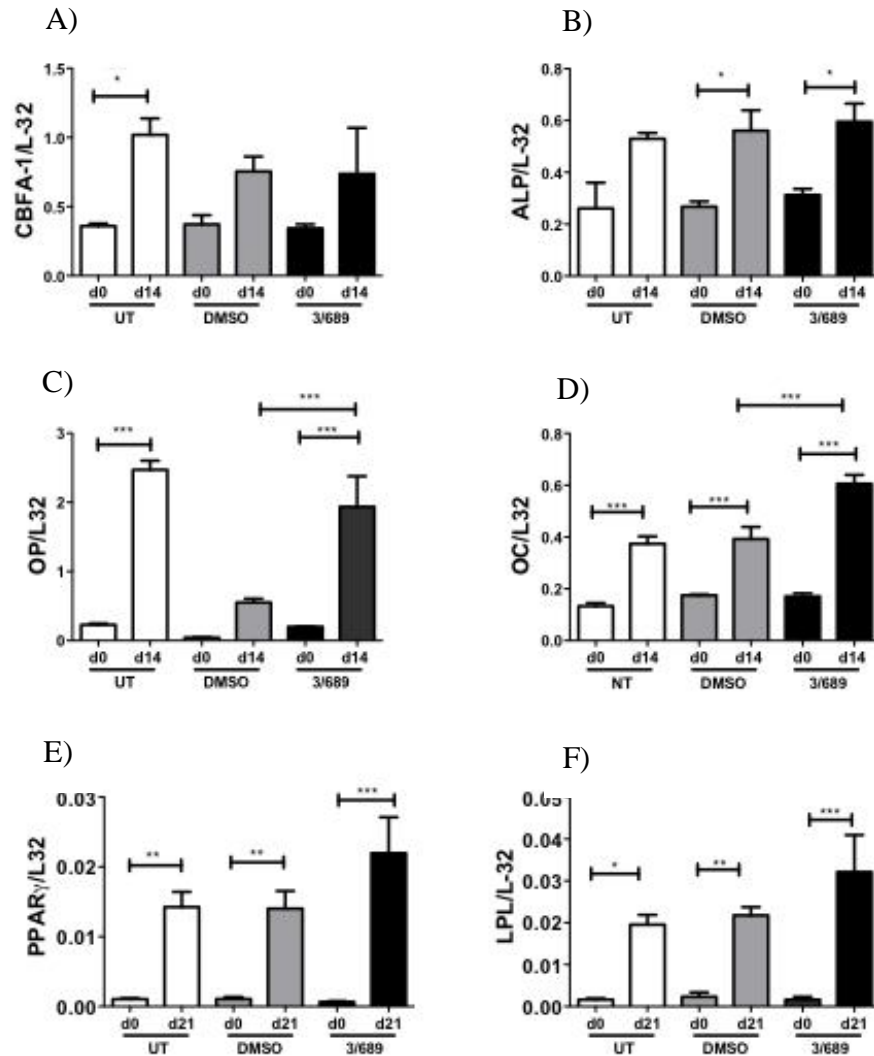 A)
*
1.5
1.0
0.5
0.0
CBFA-1/L-32
d0 d14 d0 d14 d0 d14
UT DMSO 3/689
B)
* *
0.8
0.6
0.4
0.2
0.0
ALP/L-32
d0 d14 d0 d14 d0 d14
UT DMSO 3/689
C)
***
*** ***
3
2
1
0
OP/L32
d0 d14 d0 d14 d0 d14
UT DMSO 3/689
D)
***
*** *** ***
0.8
0.6
0.4
0.2
0.0
OC/L32
d0 d14 d0 d14 d0 d14
NT DMSO 3/689
E)
** ** ***
0.03
0.02
0.01
0.00
PPARγ/L32
d0 d21 d0 d21 d0 d21
UT DMSO 3/689
F)
* ** ***
0.05
0.04
0.03
0.02
0.01
0.00
LPL/L-32
d0 d21 d0 d21 d0 d21
UT DMSO 3/689